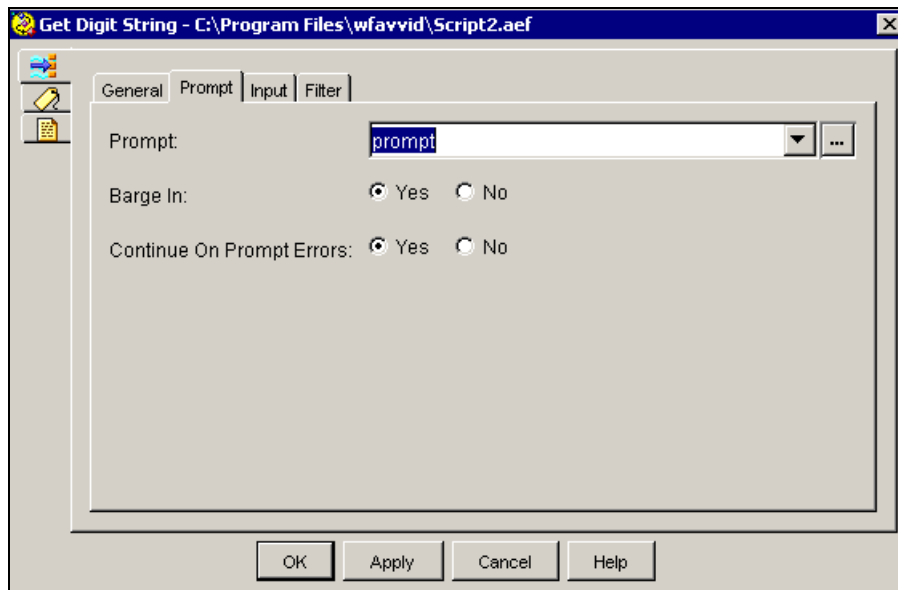 Get Digit String - C:\Program Files\wfavvid\Script2.aef
General Prompt Input Filter
Prompt: prompt ...
Barge In: Yes No
Continue On Prompt Errors: Yes No
OK Apply Cancel Help